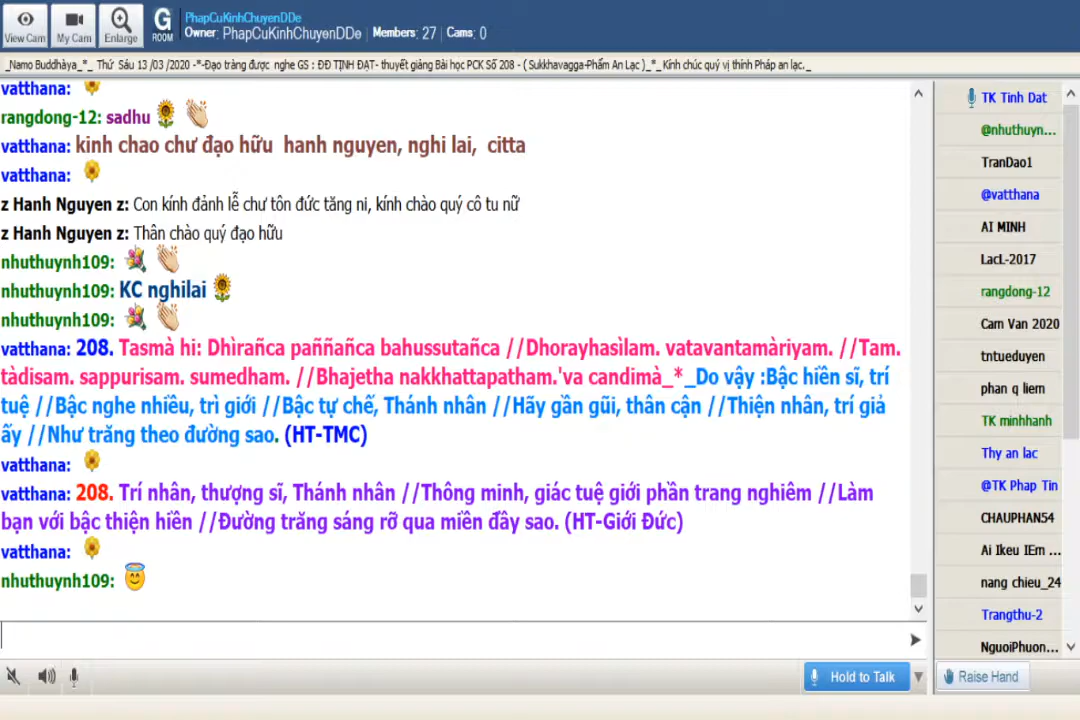 View Cam
My Cam
Enlarge
G ROOM
PhapCuKinhChuyenDDe
Owner: PhapCuKinhChuyenDDe | Members: 27 | Cams: 0
_Namo Buddhàya_*_ Thứ Sáu 13 /03 /2020 -*-Đạo tràng được nghe GS : ĐĐ TỊNH ĐẠT- thuyết giảng Bài học PCK Số 208 - ( Sukkhavagga-Phẩm An Lạc )_*_Kính chúc quý vị thính Pháp an lạc._
vatthana:
rangdong-12: sadhu
vatthana: kinh chao chư đạo hữu hanh nguyen, nghi lai, citta
vatthana:
z Hanh Nguyen z: Con kính đảnh lễ chư tôn đức tăng ni, kính chào quý cô tu nữ
z Hanh Nguyen z: Thân chào quý đạo hữu
nhuthuynh109:
nhuthuynh109: KC nghilai
nhuthuynh109:
vatthana: 208. Tasmà hi: Dhìrañca paññañca bahussutañca //Dhorayhasìlam. vatavantamàriyam. //Tam.
tàdisam. sappurisam. sumedham. //Bhajetha nakkhattapatham.'va candimà_*_Do vậy :Bậc hiền sĩ, trí
tuệ //Bậc nghe nhiều, trì giới //Bậc tự chế, Thánh nhân //Hãy gần gũi, thân cận //Thiện nhân, trí giả
ấy //Như trăng theo đường sao. (HT-TMC)
vatthana:
vatthana: 208. Trí nhân, thượng sĩ, Thánh nhân //Thông minh, giác tuệ giới phần trang nghiêm //Làm
bạn với bậc thiện hiền //Đường trăng sáng rỡ qua miền đầy sao. (HT-Giới Đức)
vatthana:
nhuthuynh109:
Hold to Talk
TK Tinh Dat
@nhuthuyn...
TranDao1
@vatthana
AI MINH
LacL-2017
rangdong-12
Cam Van 2020
tntueduyen
phan q liem
TK minhhanh
Thy an lac
@TK Phap Tin
CHAUPHAN54
Ai Ikeu IEm ...
nang chieu_24
Trangthu-2
NguoiPhuon...
Raise Hand